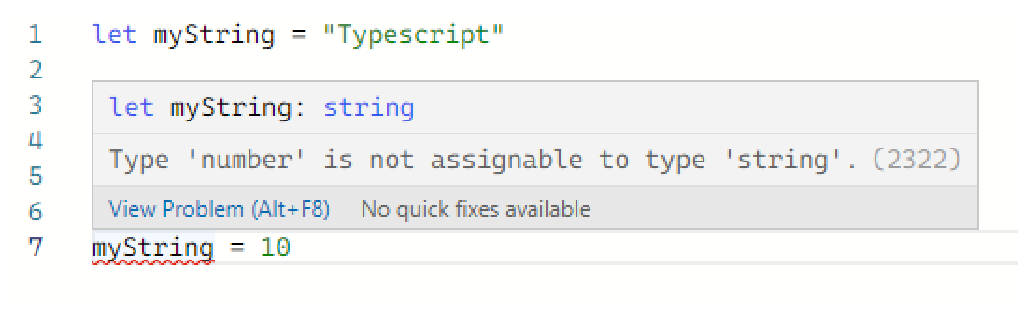 1 let myString = "Typescript"
2
3 let myString: string
4
Type 'number' is not assignable to type 'string'. (2322)
5
6 View Problem (Alt+F8) No quick fixes available
7 myString = 10